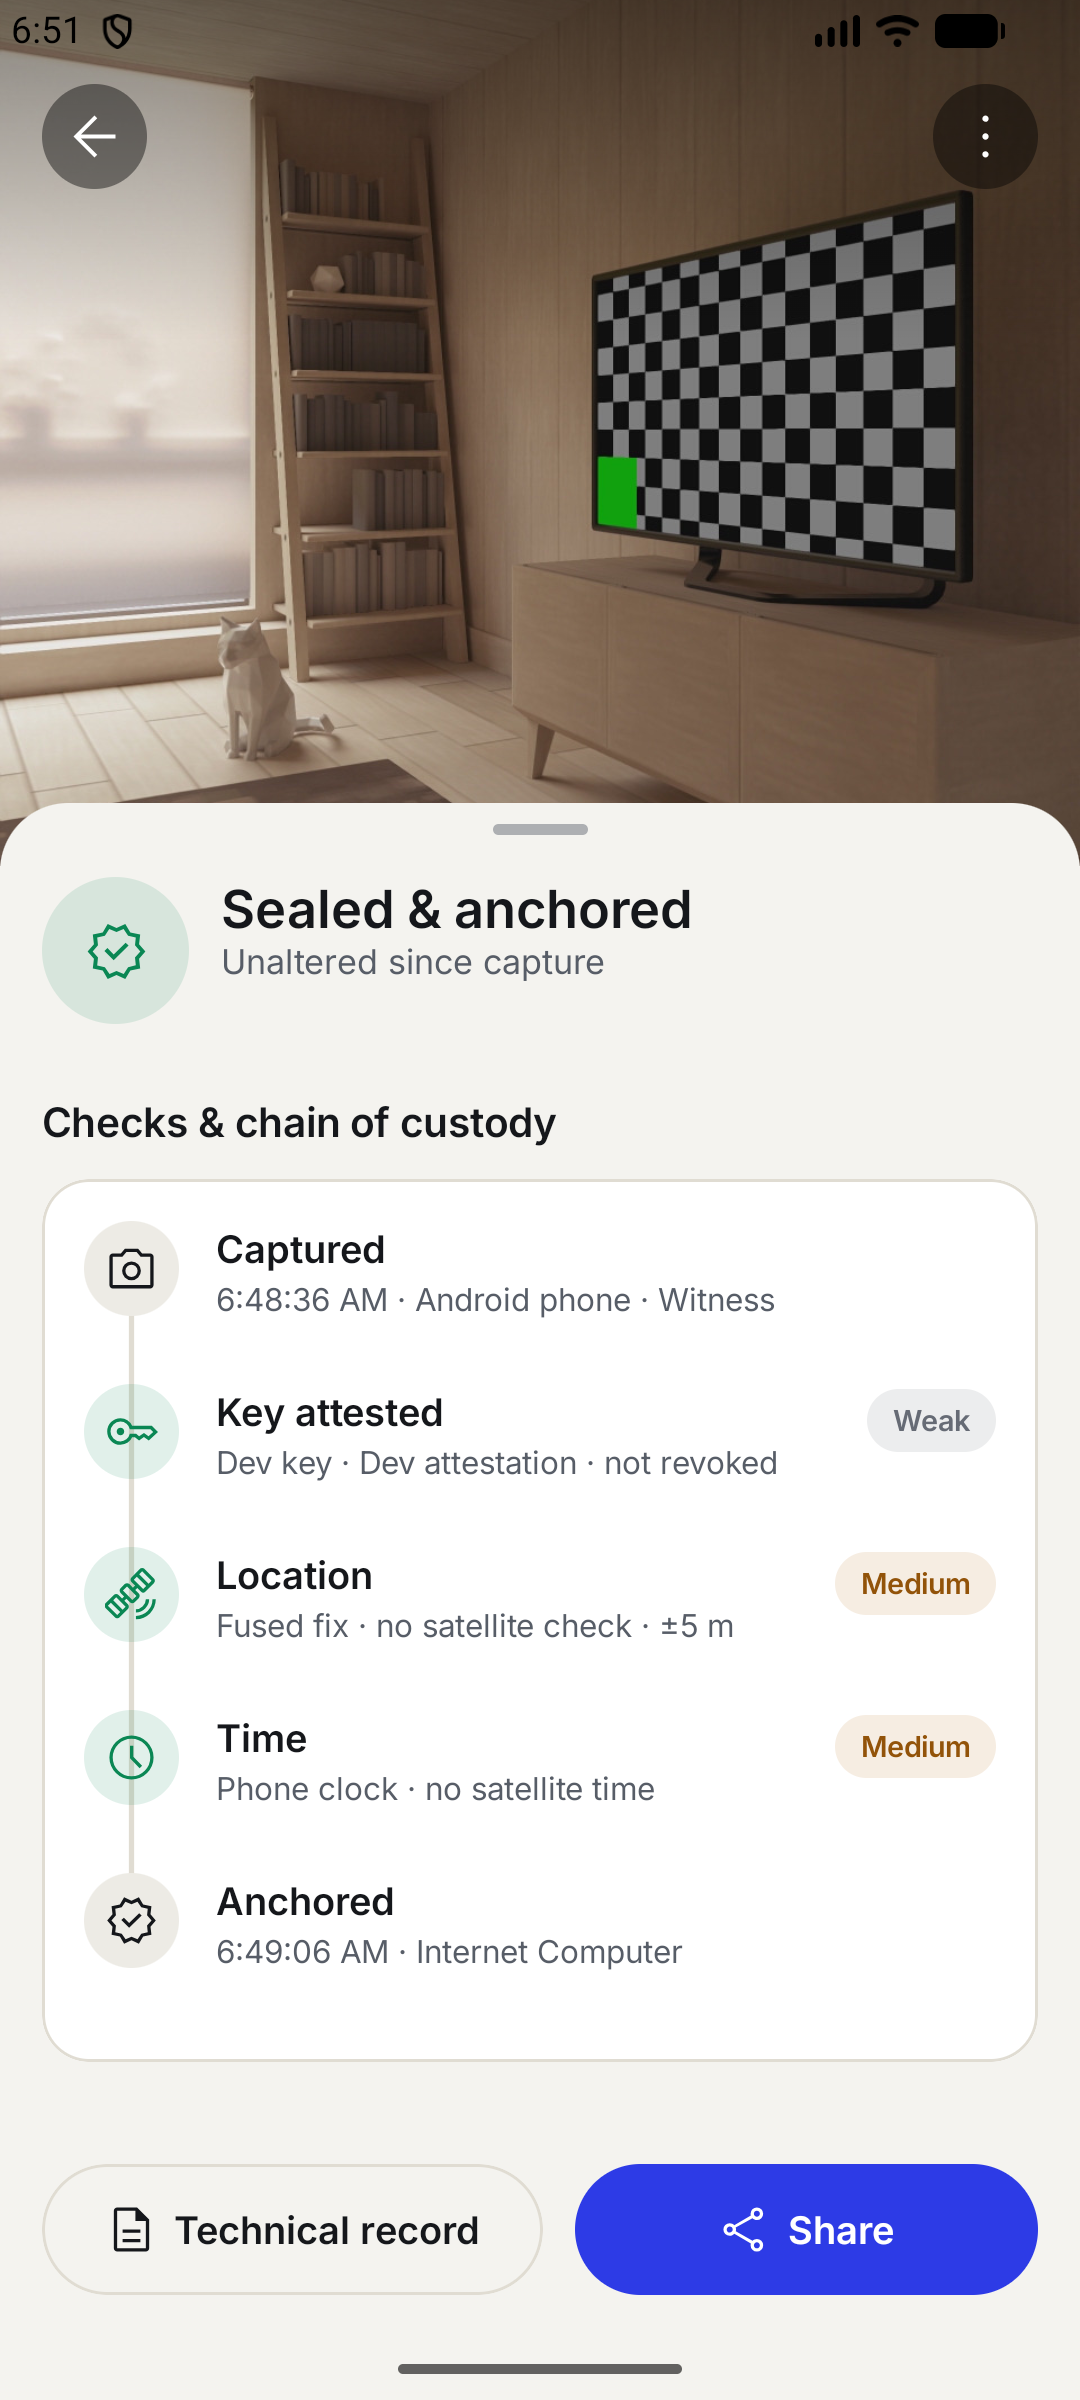 6:51
Sealed & anchored
Unaltered since capture
Checks & chain of custody
Captured
6:48:36 AM · Android phone · Witness
Key attested
Weak
Dev key · Dev attestation · not revoked
Location
Medium
Fused fix · no satellite check · ±5 m
Time
Medium
Phone clock · no satellite time
Anchored
6:49:06 AM · Internet Computer
Technical record
Share